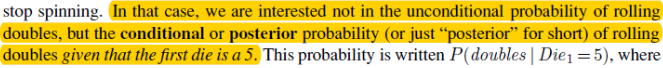 stop spinning. In that case, we are interested not in the unconditional probability of rolling
doubles, but the conditional or posterior probability (or just “posterior” for short) of rolling
doubles given that the first die is a 5. This probability is written P(doubles | Die₁ = 5), where